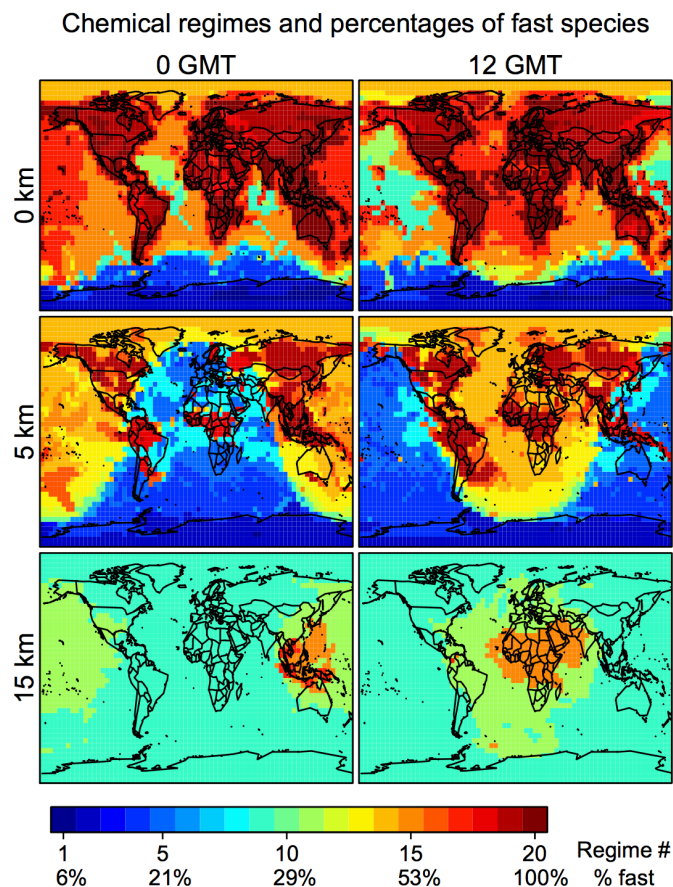 Chemical regimes and percentages of fast species
0 GMT 12 GMT
0 km
5 km
15 km
1 5 10 15 20 Regime #
6% 21% 29% 53% 100% % fast